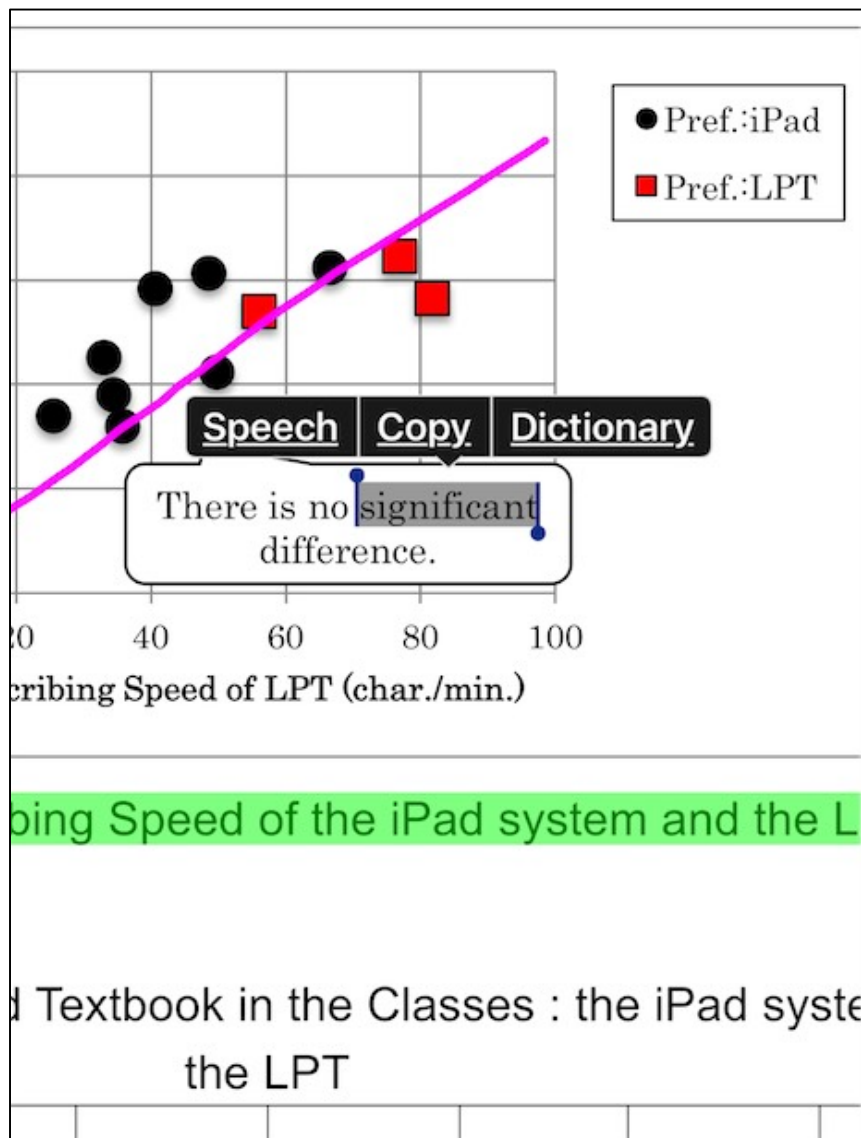 Pref.:iPad
Pref.:LPT
Speech Copy Dictionary
There is no significant
difference.
20 40 60 80 100
cribing Speed of LPT (char./min.)
bing Speed of the iPad system and the L
d Textbook in the Classes : the iPad syste
the LPT